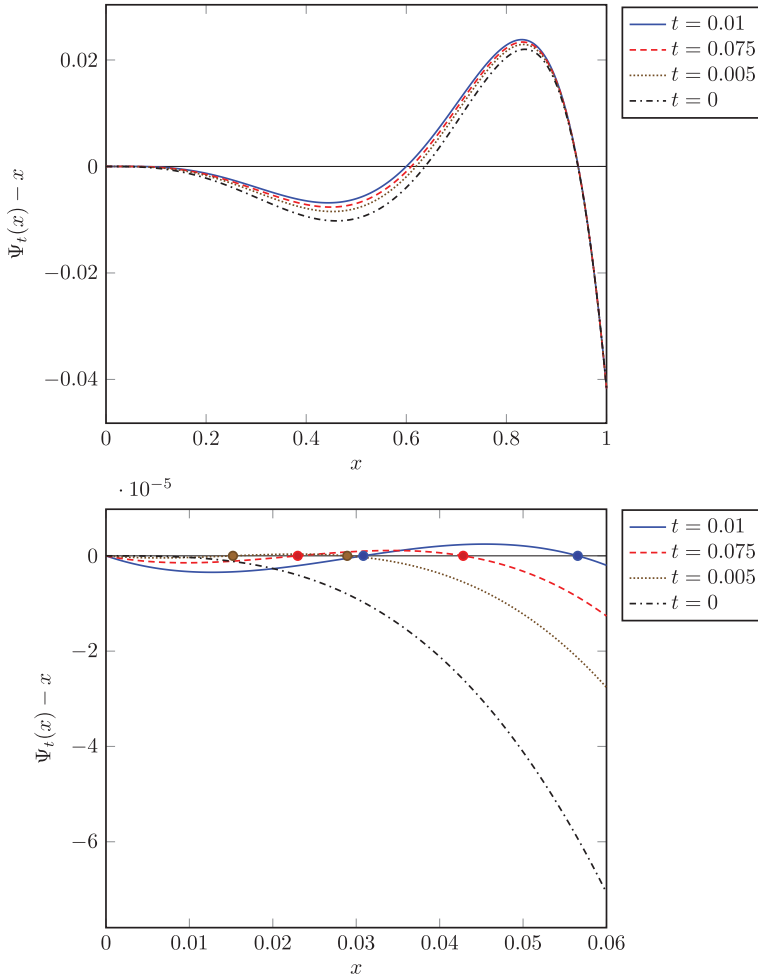 0.02
0
−0.02
−0.04
Ψt(x) − x
0
0.2
0.4
0.6
0.8
1
x
t = 0.01
t = 0.075
t = 0.005
t = 0
· 10−5
0
−2
−4
−6
Ψt(x) − x
0
0.01
0.02
0.03
0.04
0.05
0.06
x
t = 0.01
t = 0.075
t = 0.005
t = 0